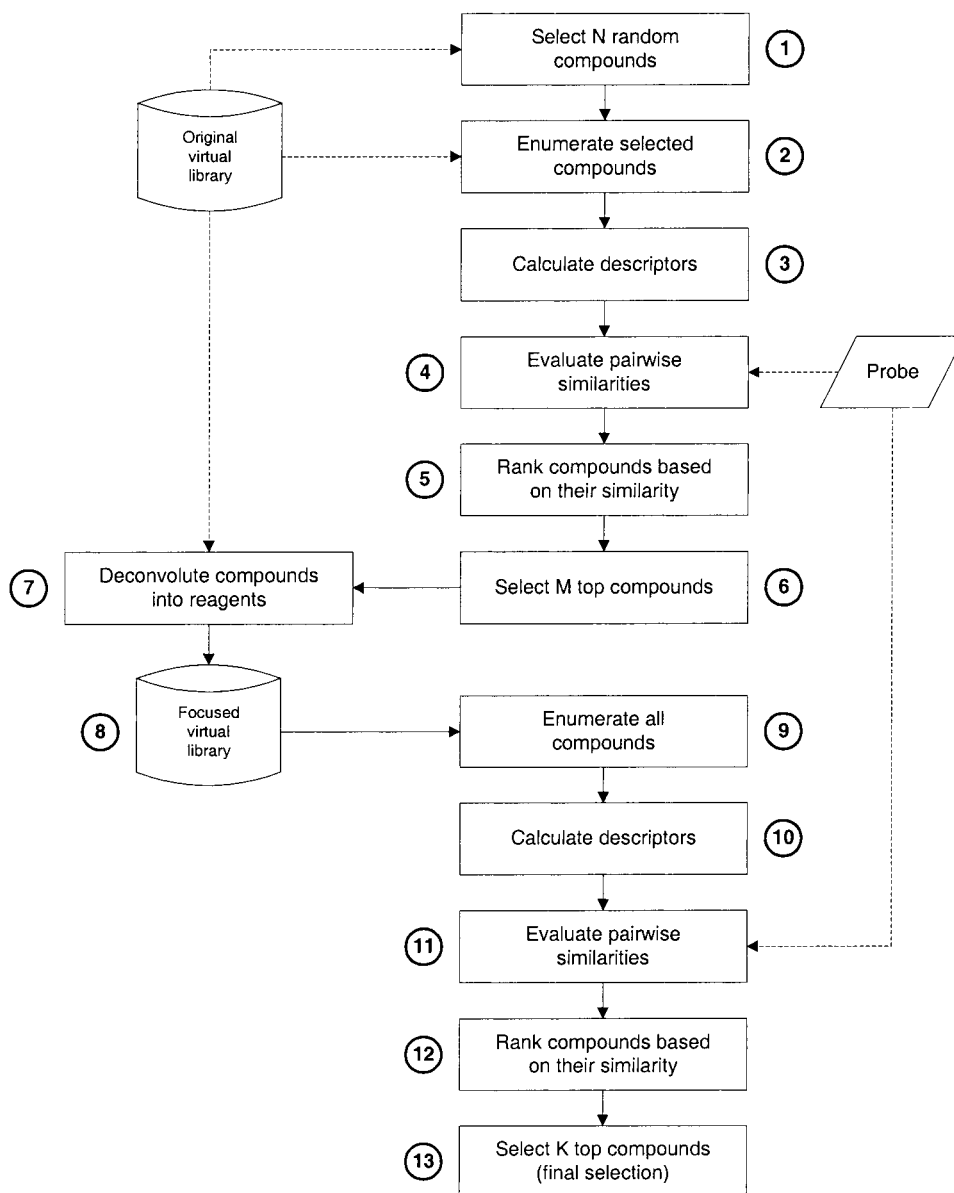 Select N random
compounds
1
Original
virtual
library
Enumerate selected
compounds
2
Calculate descriptors
3
4
Evaluate pairwise
similarities
Probe
5
Rank compounds based
on their similarity
7
Deconvolute compounds
into reagents
Select M top compounds
6
8
Focused
virtual
library
Enumerate all
compounds
9
Calculate descriptors
10
11
Evaluate pairwise
similarities
12
Rank compounds based
on their similarity
13
Select K top compounds
(final selection)